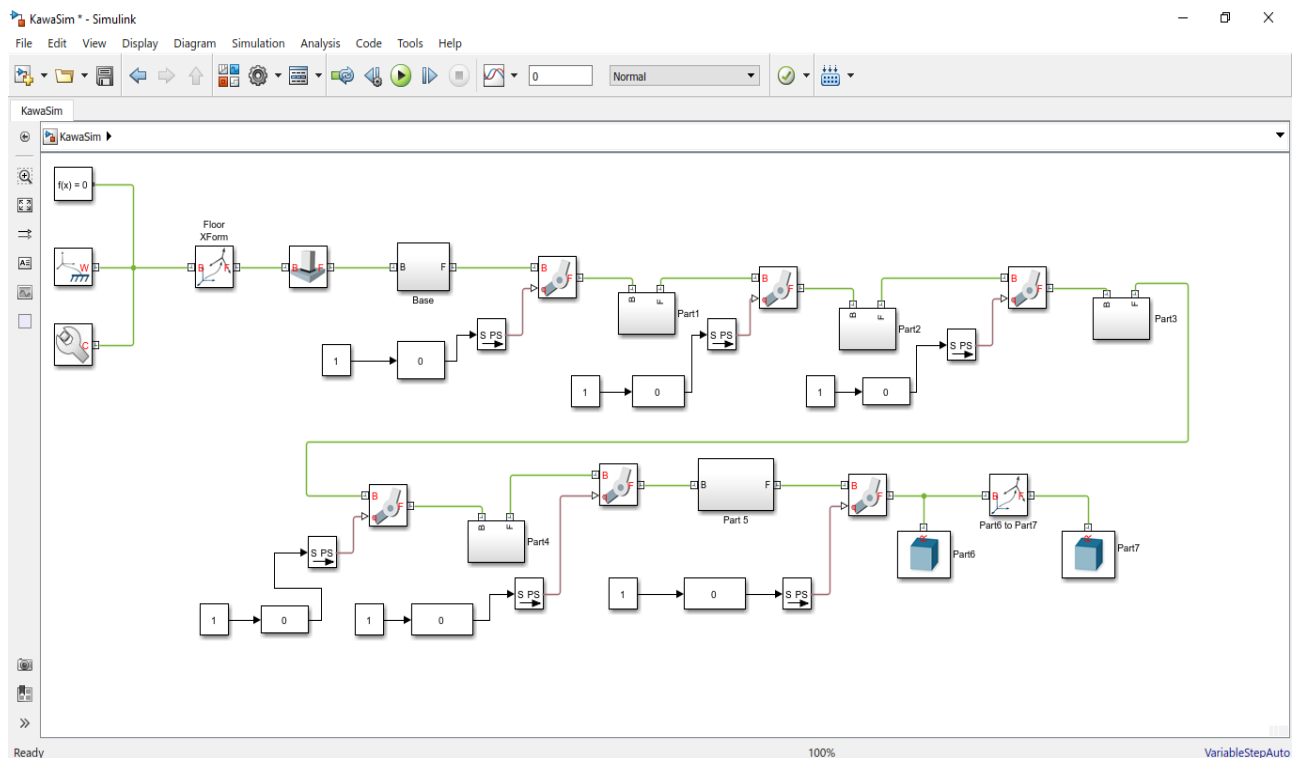 KawaSim * - Simulink
File Edit View Display Diagram Simulation Analysis Code Tools Help
0 Normal
KawaSim
KawaSim
f(x) = 0
W
C
Floor
XForm
B F
B F
B F
Base
B F
q
S PS
1 0
B F
Part1
B F
q
S PS
1 0
B F
Part2
B F
q
S PS
1 0
B F
Part3
B F
q
S PS
1 0
B F
Part4
B F
q
S PS
1 0
B F
Part 5
B F
q
S PS
1 0
R
Part6
B F
Part6 to Part7
R
Part7
Ready 100% VariableStepAuto